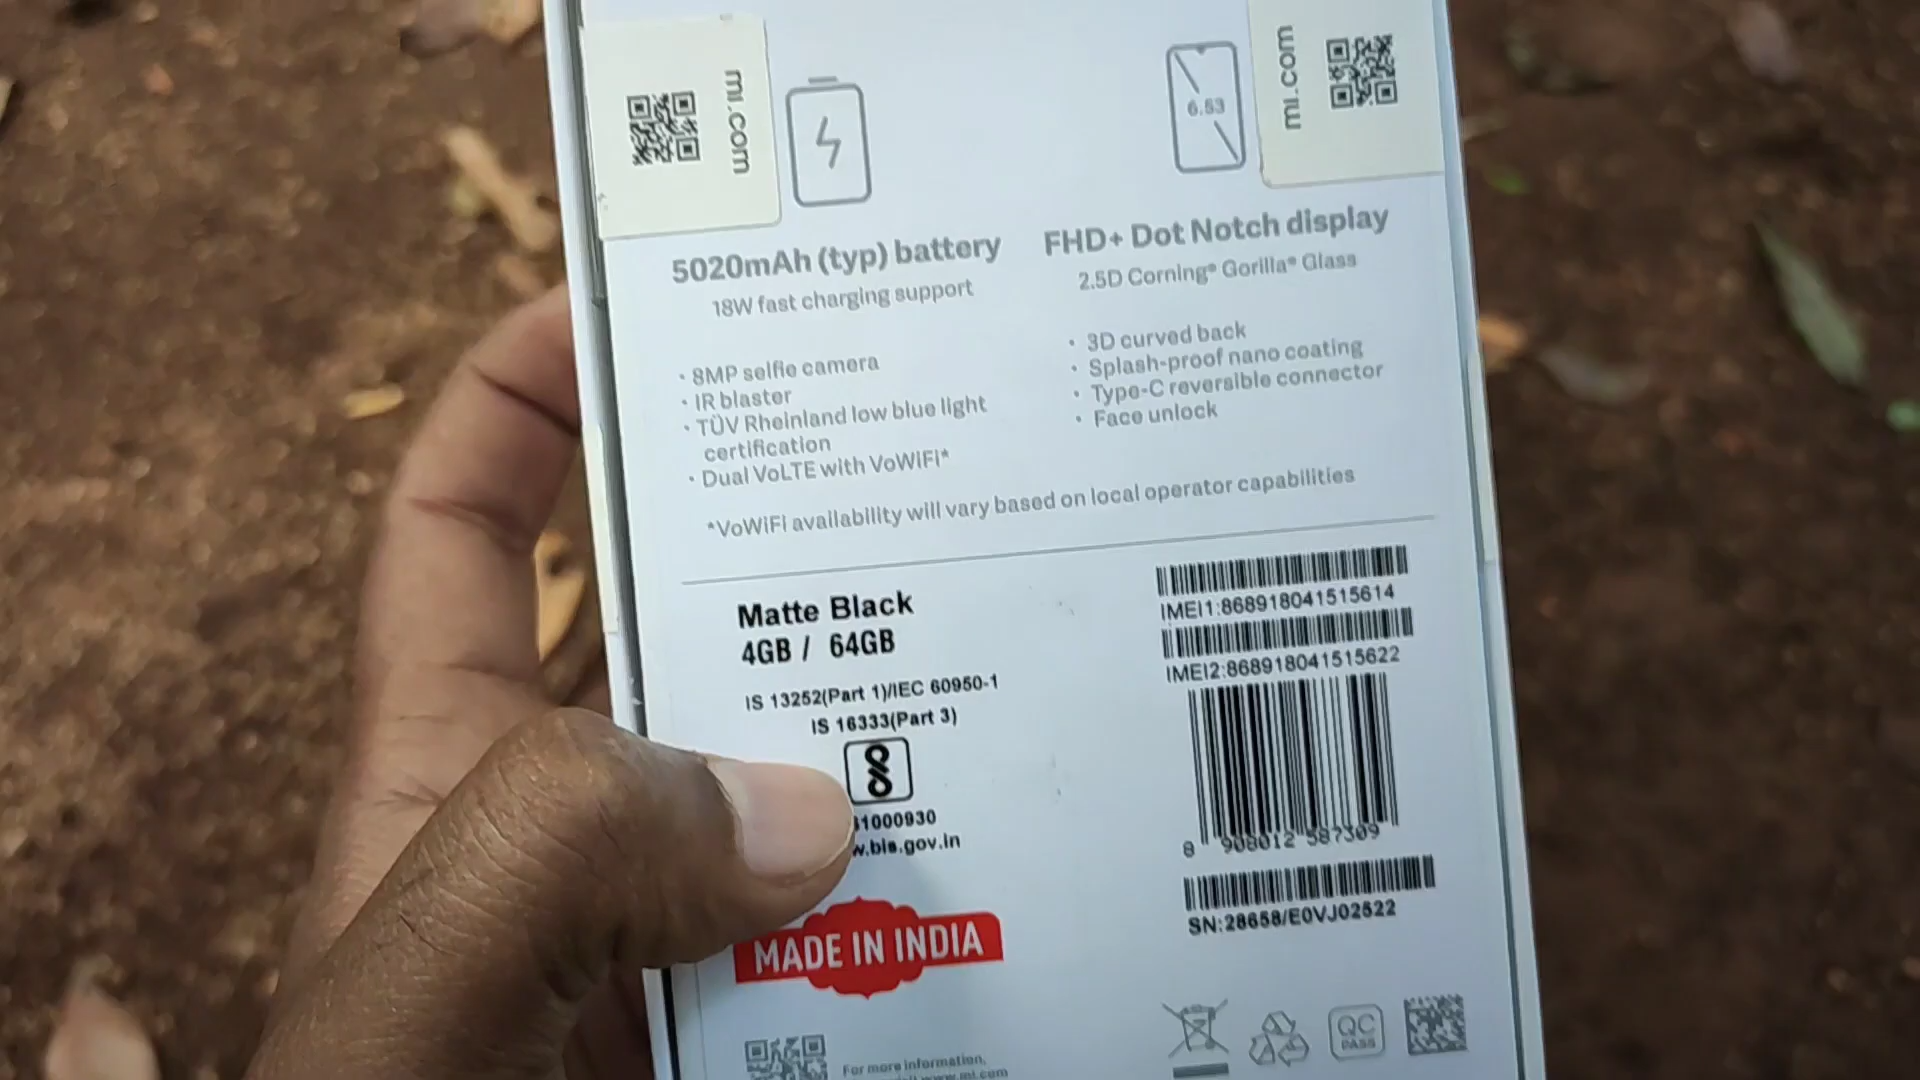 mi.com
6.53
mi.com
5020mAh (typ) battery
18W fast charging support
• 8MP selfie camera
• IR blaster
• TÜV Rheinland low blue light
certification
• Dual VoLTE with VoWiFi*
FHD+ Dot Notch display
2.5D Corning® Gorilla® Glass
• 3D curved back
• Splash-proof nano coating
• Type-C reversible connector
• Face unlock
*VoWiFi availability will vary based on local operator capabilities
Matte Black
4GB / 64GB
IS 13252(Part 1)/IEC 60950-1
IS 16333(Part 3)
1000930
w.bis.gov.in
MADE IN INDIA
IMEI1:868918041515614
IMEI2:868918041515622
8 908012 587309
SN:28658/E0VJ02522
QC
PASS
For more information,
visit www.mi.com